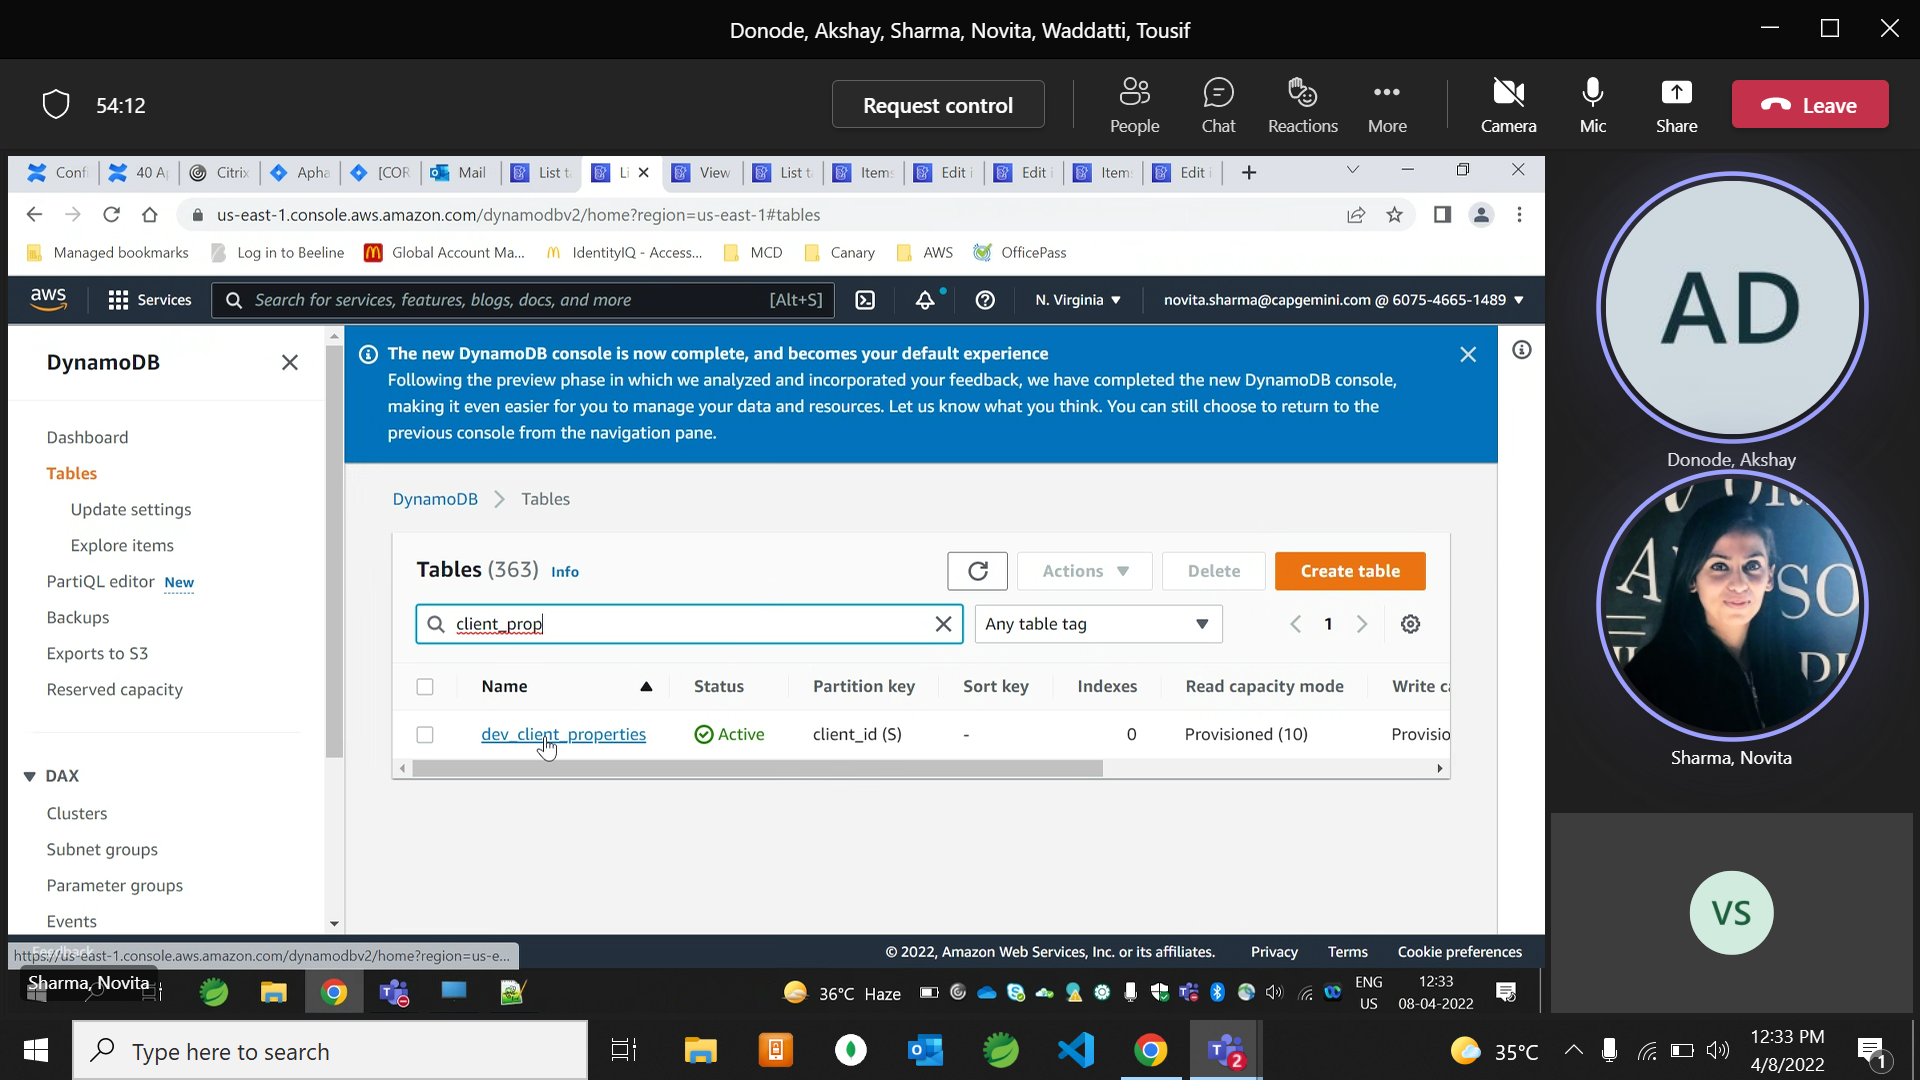 Donode, Akshay, Sharma, Novita, Waddatti, Tousif
54:12
Request control
People
Chat
Reactions
More
Camera
Mic
Share
Leave
Conf
40 A
Citrix
Apha
[COR
Mail
List t
Li
View
List t
Item
Edit i
Edit i
Item
Edit i
us-east-1.console.aws.amazon.com/dynamodbv2/home?region=us-east-1#tables
Managed bookmarks
Log in to Beeline
Global Account Ma...
IdentityIQ - Access...
MCD
Canary
AWS
OfficePass
aws
Services
Search for services, features, blogs, docs, and more
[Alt+S]
N. Virginia
novita.sharma@capgemini.com @ 6075-4665-1489
DynamoDB
Dashboard
Tables
Update settings
Explore items
PartiQL editor New
Backups
Exports to S3
Reserved capacity
DAX
Clusters
Subnet groups
Parameter groups
Events
The new DynamoDB console is now complete, and becomes your default experience
Following the preview phase in which we analyzed and incorporated your feedback, we have completed the new DynamoDB console,
making it even easier for you to manage your data and resources. Let us know what you think. You can still choose to return to the
previous console from the navigation pane.
DynamoDB
Tables
Tables (363) Info
Actions
Delete
Create table
client_prop
Any table tag
1
Name
Status
Partition key
Sort key
Indexes
Read capacity mode
Write ca
dev_client_properties
Active
client_id (S)
-
0
Provisioned (10)
Provisio
Feedback
https://us-east-1.console.aws.amazon.com/dynamodbv2/home?region=us-e...
© 2022, Amazon Web Services, Inc. or its affiliates.
Privacy
Terms
Cookie preferences
Sharma, Novita
36°C Haze
ENG
US
12:33
08-04-2022
AD
Donode, Akshay
Sharma, Novita
VS
Type here to search
2
35°C
12:33 PM
4/8/2022
1